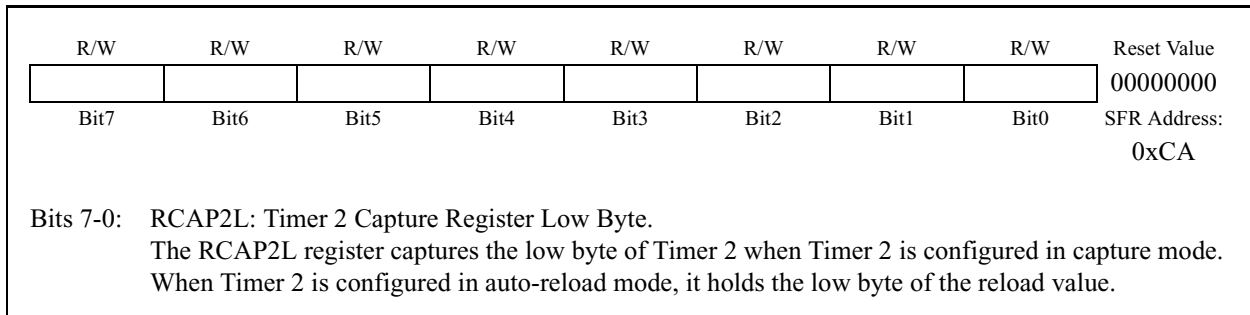 R/W R/W R/W R/W R/W R/W R/W R/W Reset Value
00000000
Bit7 Bit6 Bit5 Bit4 Bit3 Bit2 Bit1 Bit0 SFR Address:
0xCA
Bits 7-0: RCAP2L: Timer 2 Capture Register Low Byte.
The RCAP2L register captures the low byte of Timer 2 when Timer 2 is configured in capture mode.
When Timer 2 is configured in auto-reload mode, it holds the low byte of the reload value.